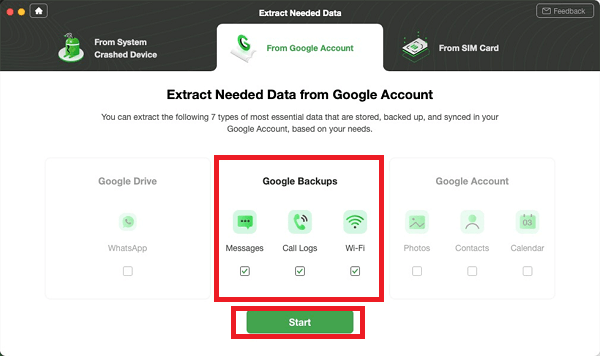 Extract Needed Data
Feedback
From System
Crashed Device
From Google Account
From SIM Card
Extract Needed Data from Google Account
You can extract the following 7 types of most essential data that are stored, backed up, and synced in your
Google Account, based on your needs.
Google Drive
Google Backups
Google Account
WhatsApp
Messages
Call Logs
Wi-Fi
Photos
Contacts
03
Calendar
Start